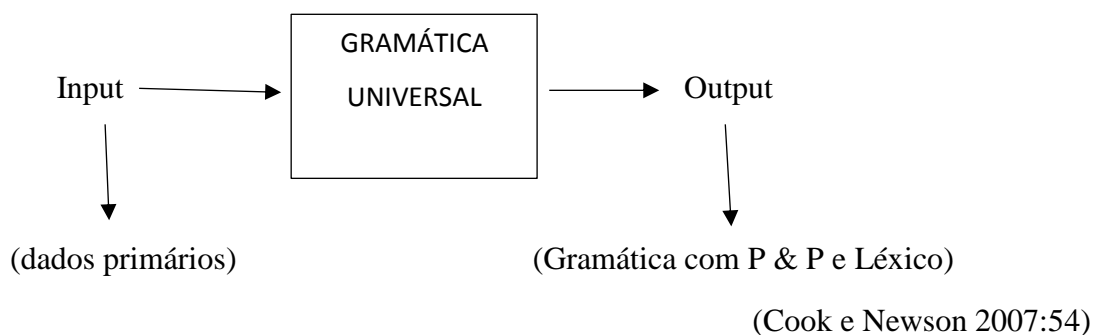 GRAMÁTICA
Input UNIVERSAL Output
(dados primários) (Gramática com P & P e Léxico)
(Cook e Newson 2007:54)